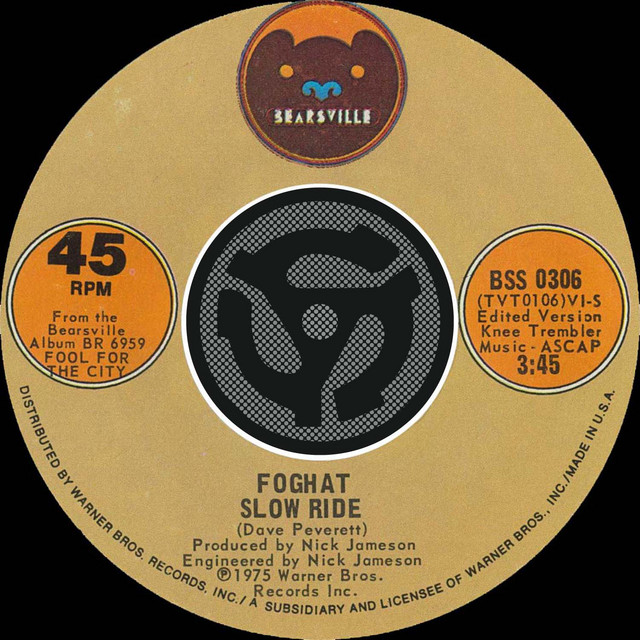 BEARSVILLE
45
RPM
From the
Bearsville
Album BR 6959
FOOL FOR
THE CITY
BSS 0306
(TVT0106)VI-S
Edited Version
Knee Trembler
Music - ASCAP
3:45
FOGHAT
SLOW RIDE
(Dave Peverett)
Produced by Nick Jameson
Engineered by Nick Jameson
℗1975 Warner Bros.
Records Inc.
DISTRIBUTED BY WARNER BROS. RECORDS, INC./ A SUBSIDIARY AND LICENSEE OF WARNER BROS., INC./MADE IN U.S.A.